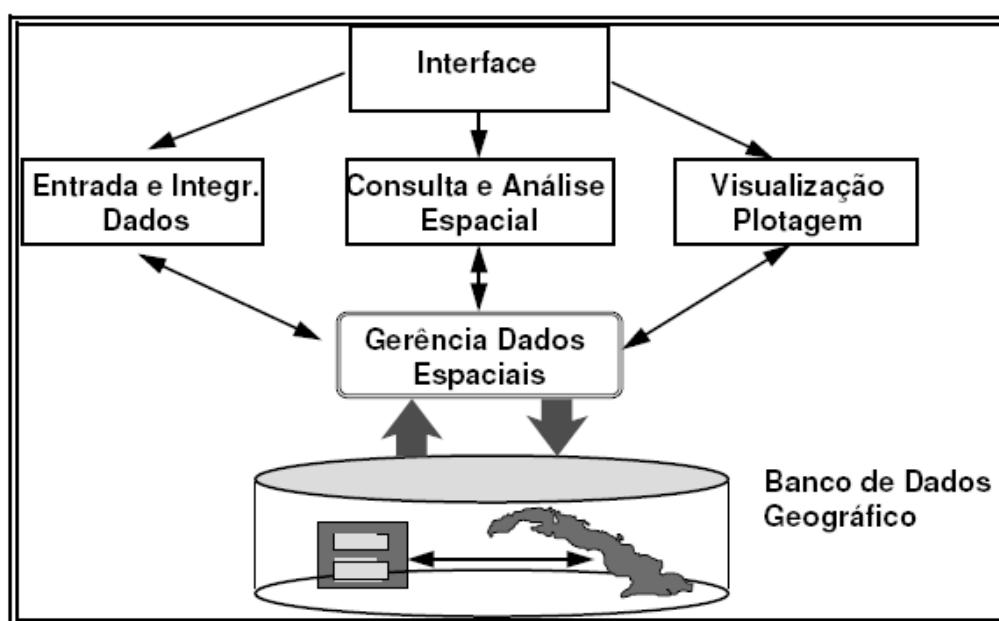 Interface
Entrada e Integr.
Dados
Consulta e Análise
Espacial
Visualização
Plotagem
Gerência Dados
Espaciais
Banco de Dados
Geográfico